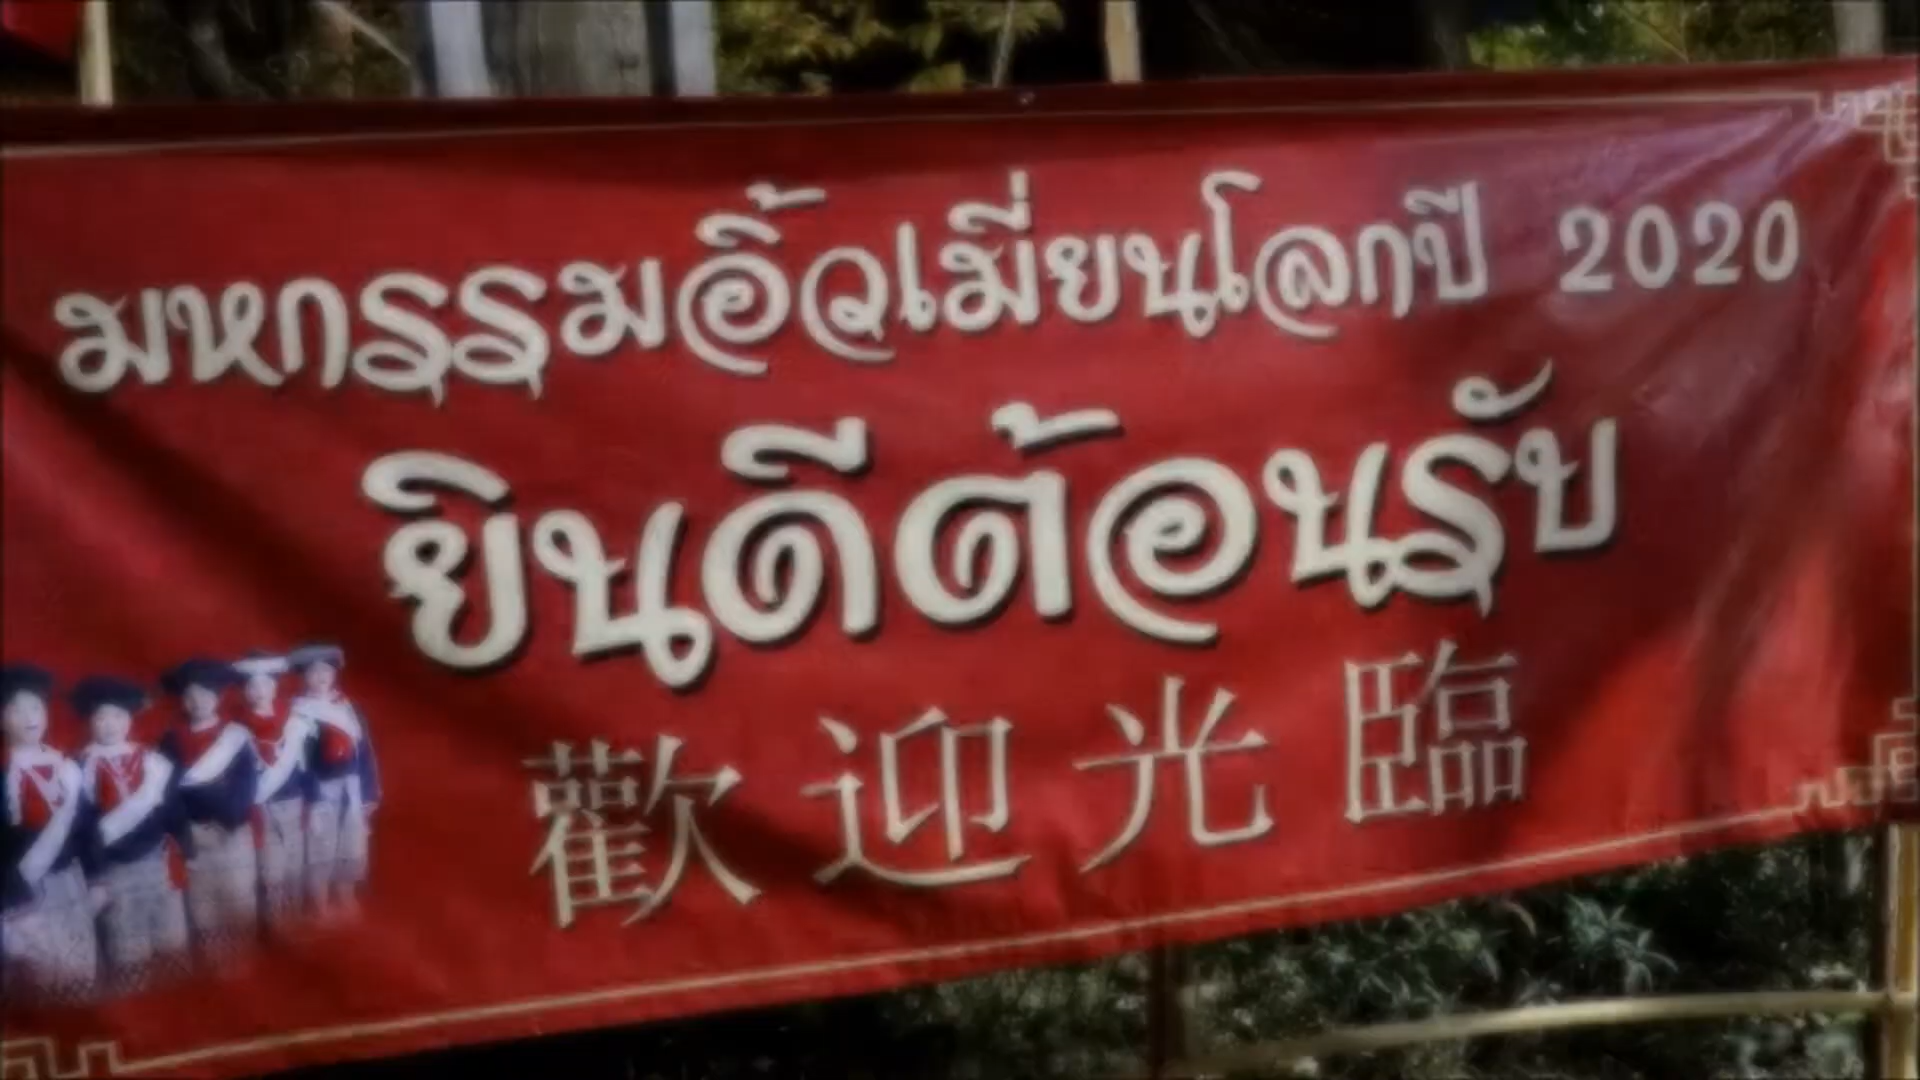 มหกรรมอิ้วเมี่ยนโลกปี 2020
ยินดีต้อนรับ
歡迎光臨